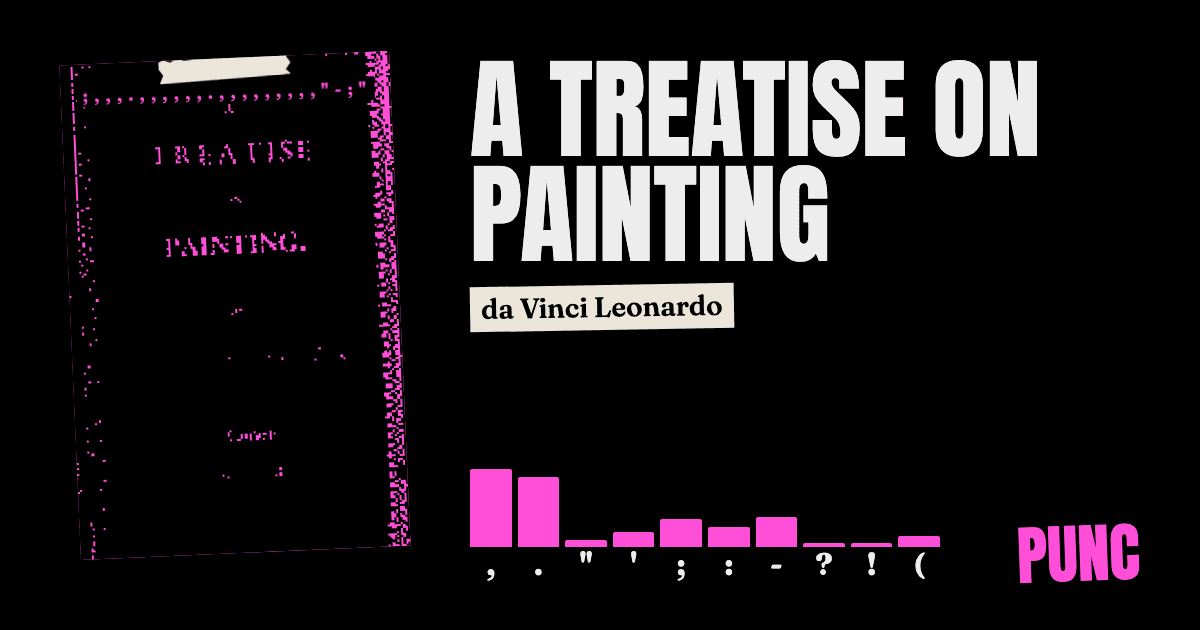 ;,,,,.,,,,,,.,,,,,,,,"-;"
TREATISE
PAINTING.
A TREATISE ON
PAINTING
da Vinci Leonardo
, . " ' ; : - ? ! (
PUNC